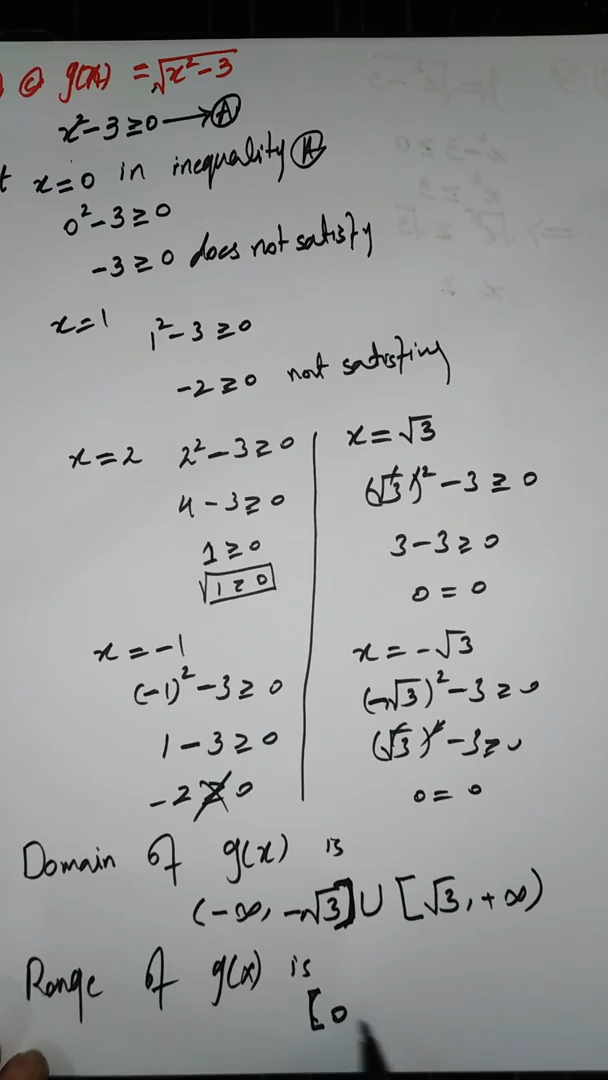 ⓒ g(x) = √x²-3
x²-3≥0 → Ⓐ
x=0 in inequality Ⓐ
0²-3≥0
-3≥0 does not satisfy
x=1 1²-3≥0
-2≥0 not satisfying
x=2 2²-3≥0
4-3≥0
1≥0
√1≥0
x=√3
(√3)²-3≥0
3-3≥0
0=0
x=-1
(-1)²-3≥0
1-3≥0
-2≱0
x=-√3
(-√3)²-3≥0
(√3)²-3≥0
0=0
Domain of g(x) is
(-∞, -√3]∪[√3, +∞)
Range of g(x) is
[0